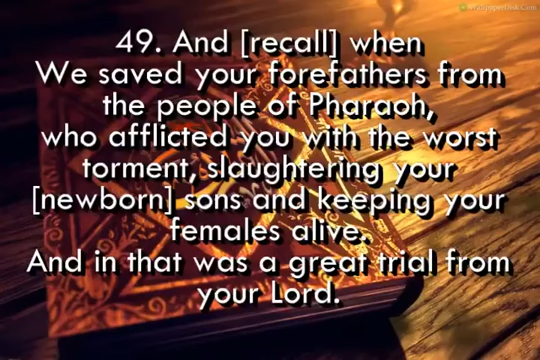 49. And [recall] when
We saved your forefathers from
the people of Pharaoh,
who afflicted you with the worst
torment, slaughtering your
[newborn] sons and keeping your
females alive.
And in that was a great trial from
your Lord.